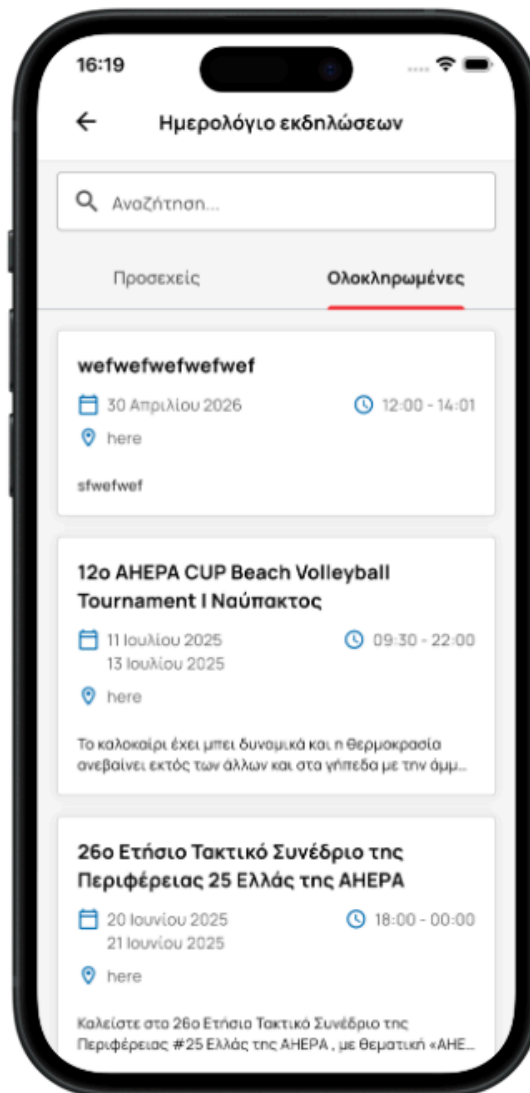 16:19
Ημερολόγιο εκδηλώσεων
Αναζήτηση...
Προσεχείς
Ολοκληρωμένες
wefwefwefwefwef
30 Απριλίου 2026
12:00 - 14:01
here
sfwefwef
12ο AHEPA CUP Beach Volleyball
Tournament | Ναύπακτος
11 Ιουλίου 2025
09:30 - 22:00
13 Ιουλίου 2025
here
Το καλοκαίρι έχει μπει δυναμικά και η θερμοκρασία
ανεβαίνει εκτός των άλλων και στα γήπεδα με την άμμ...
26ο Ετήσιο Τακτικό Συνέδριο της
Περιφέρειας 25 Ελλάς της AHEPA
20 Ιουνίου 2025
18:00 - 00:00
21 Ιουνίου 2025
here
Καλείστε στο 26ο Ετήσιο Τακτικό Συνέδριο της
Περιφέρειας #25 Ελλάς της AHEPA , με θεματική «AHE...